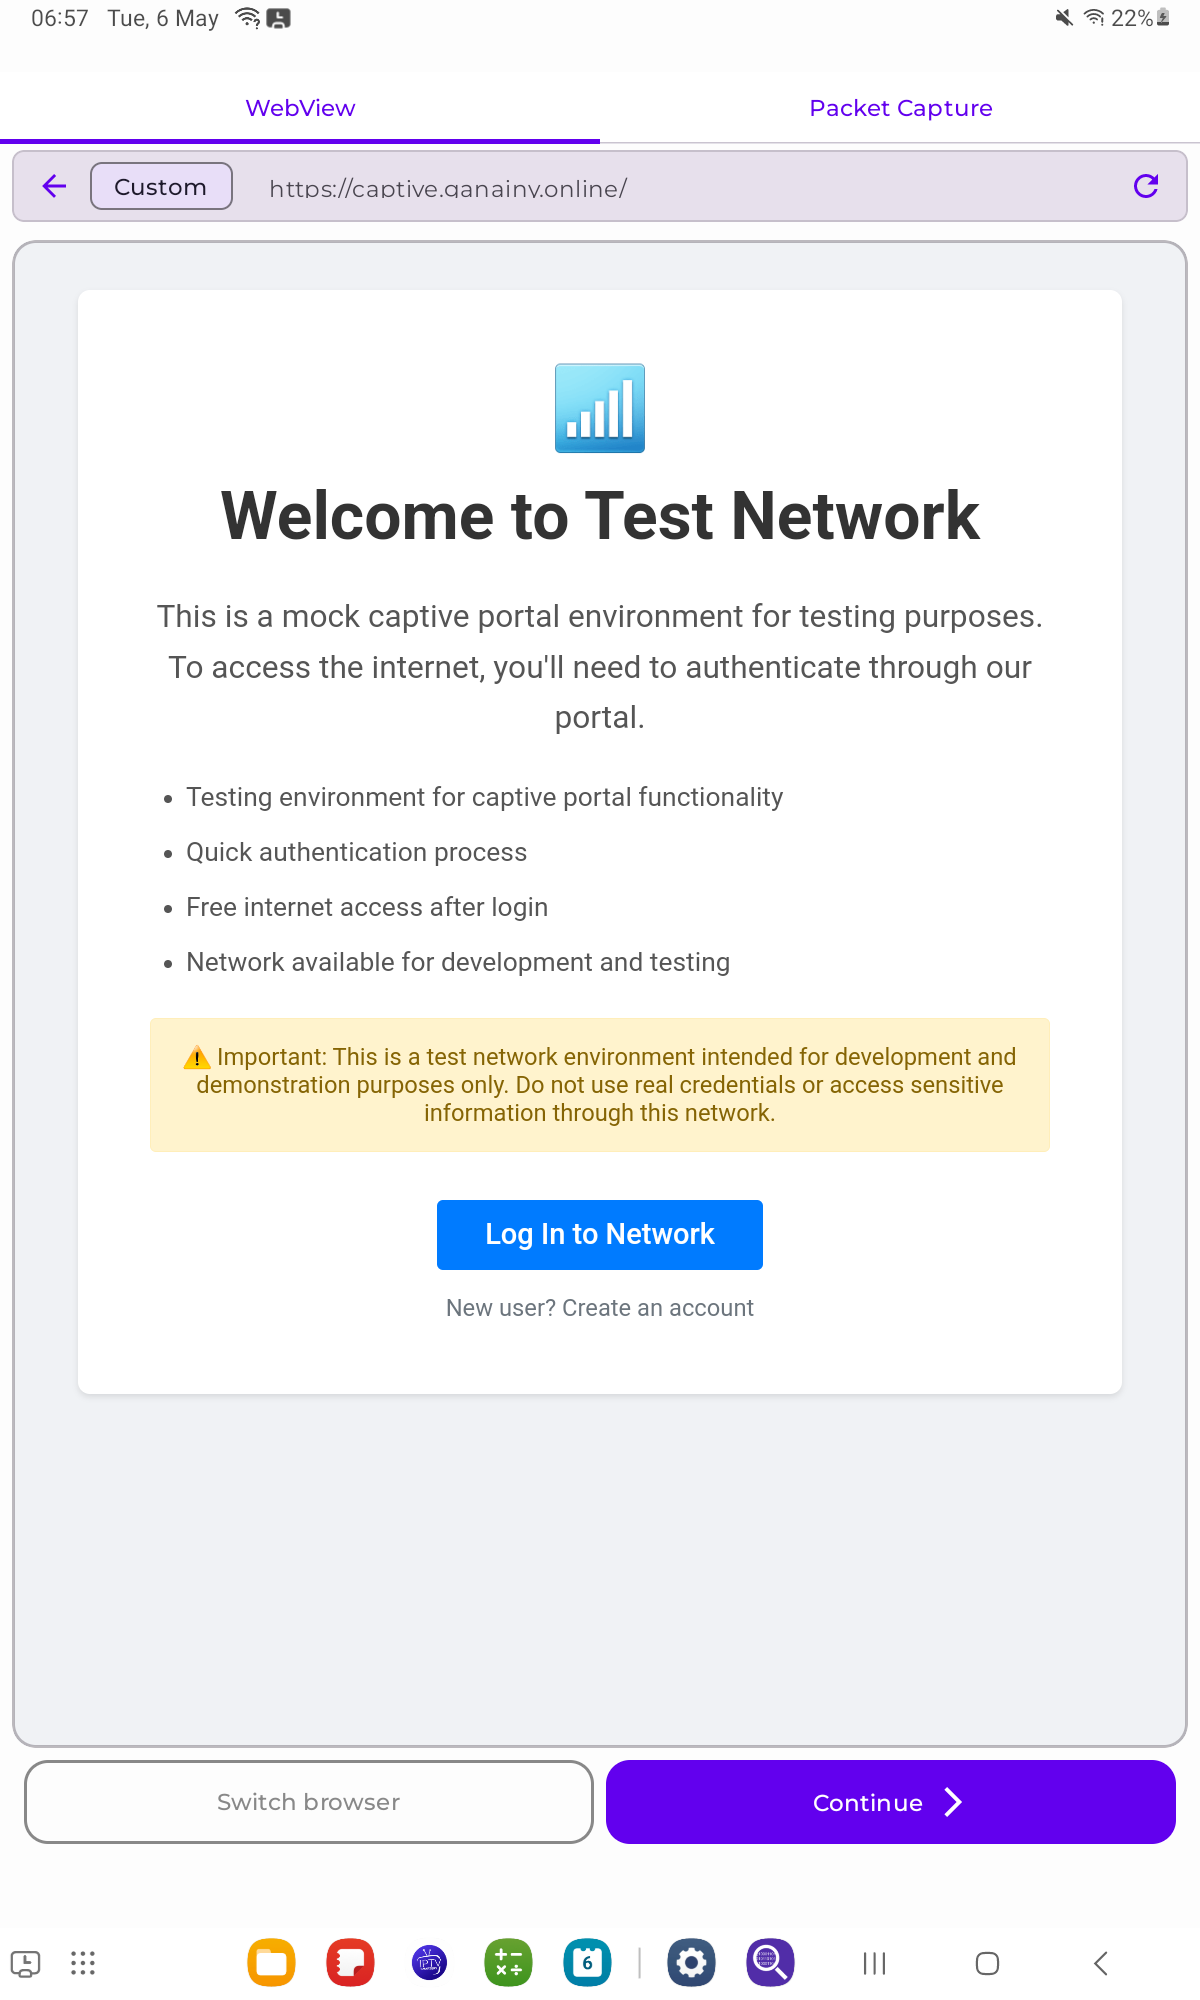 06:57 Tue, 6 May
22%
WebView
Packet Capture
Custom
https://captive.ganainy.online/
Welcome to Test Network
This is a mock captive portal environment for testing purposes.
To access the internet, you'll need to authenticate through our
portal.
• Testing environment for captive portal functionality
• Quick authentication process
• Free internet access after login
• Network available for development and testing
⚠️ Important: This is a test network environment intended for development and
demonstration purposes only. Do not use real credentials or access sensitive
information through this network.
Log In to Network
New user? Create an account
Switch browser
Continue
IPTV
6